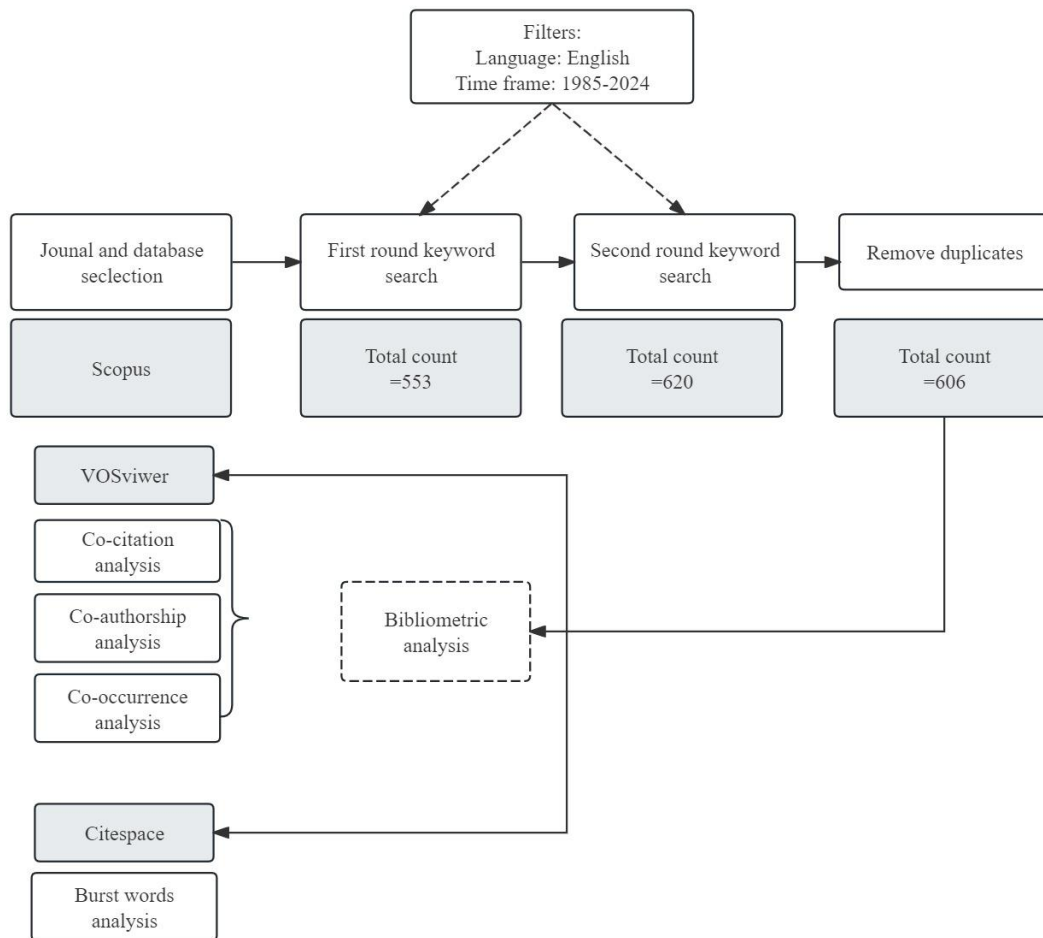 Filters:
Language: English
Time frame: 1985-2024
Jounal and database
seclection
First round keyword
search
Second round keyword
search
Remove duplicates
Scopus
Total count
=553
Total count
=620
Total count
=606
VOSviwer
Co-citation
analysis
Co-authorship
analysis
Co-occurrence
analysis
Bibliometric
analysis
Citespace
Burst words
analysis